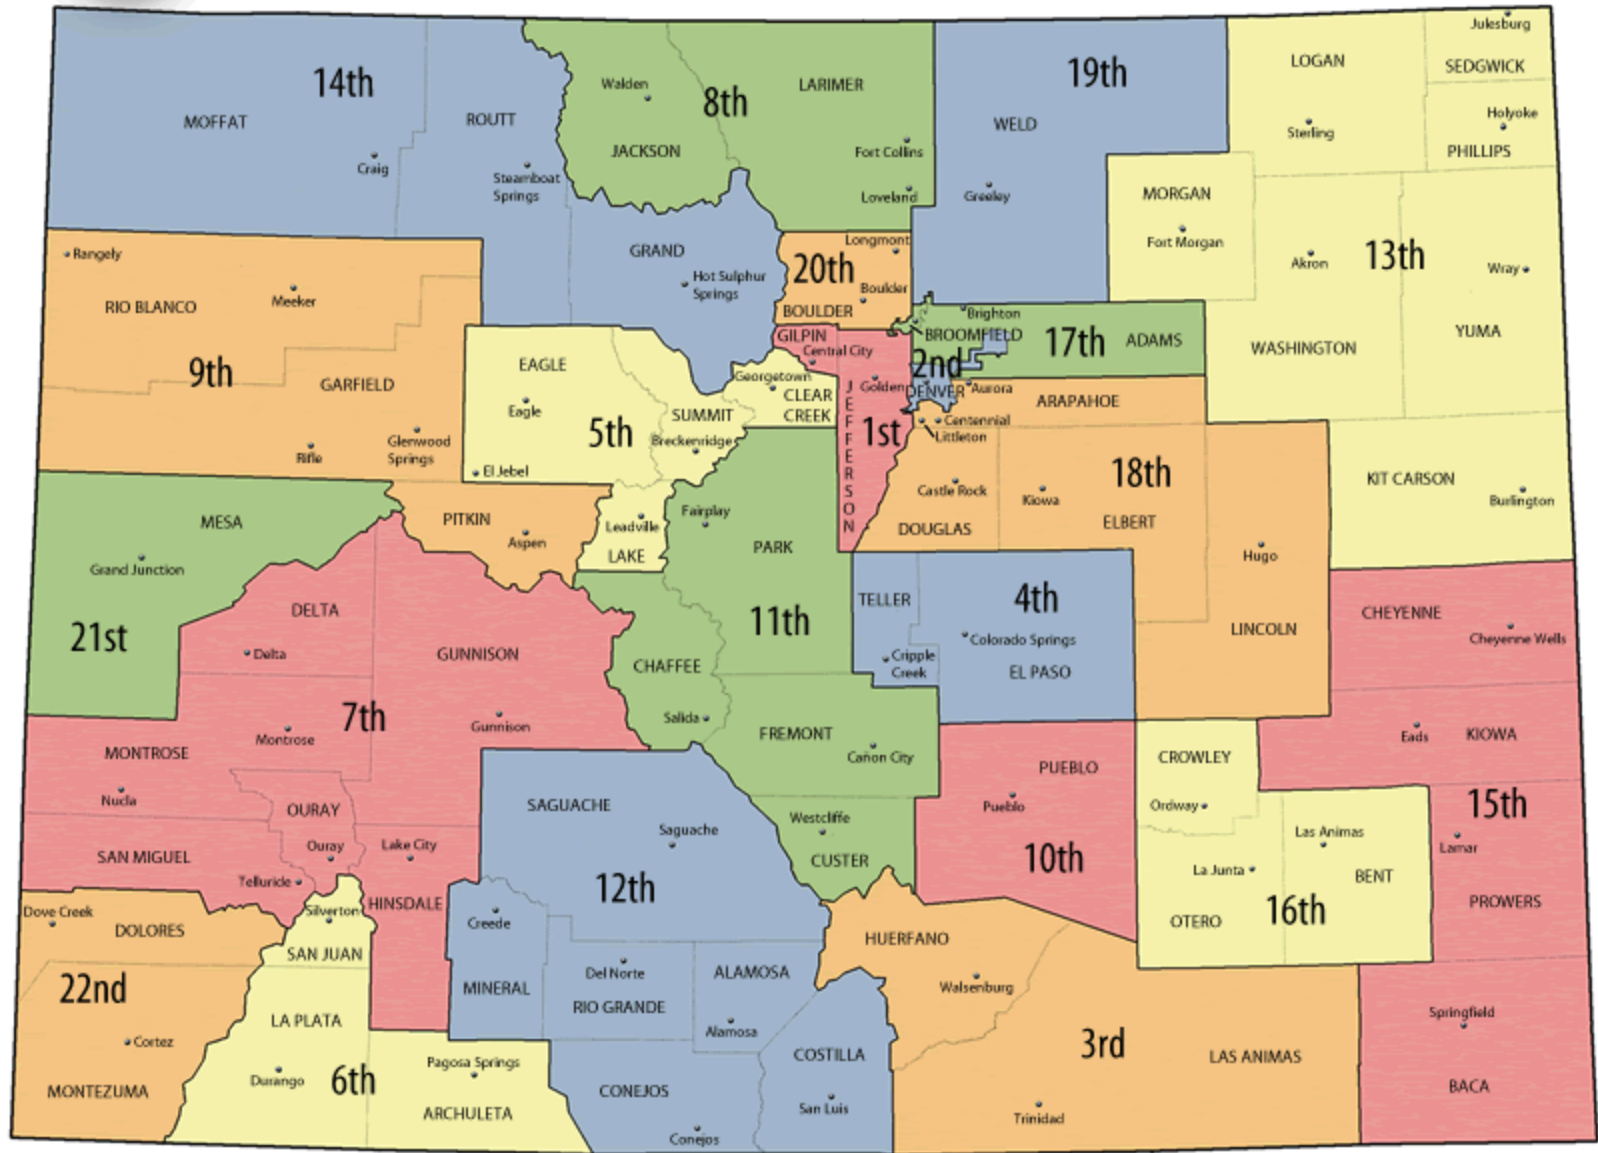 Julesburg
LOGAN
SEDGWICK
14th
19th
Walden
LARIMER
8th
Holyoke
MOFFAT
ROUTT
WELD
Sterling
JACKSON
Fort Collins
PHILLIPS
Craig
Steamboat
Springs
Loveland
Greeley
MORGAN
Fort Morgan
Longmont
GRAND
Rangely
20th
13th
Akron
Wray
Hot Sulphur
Springs
Boulder
RIO BLANCO
Meeker
BOULDER
Brighton
GILPIN
BROOMFIELD
17th
ADAMS
YUMA
WASHINGTON
Central City
2nd
EAGLE
9th
GARFIELD
Georgetown
Golden
DENVER
Aurora
CLEAR
CREEK
ARAPAHOE
Eagle
SUMMIT
JEFFERSON
5th
1st
Centennial
Littleton
Breckenridge
Glenwood
Springs
Rifle
El Jebel
18th
KIT CARSON
Castle Rock
Kiowa
Burlington
MESA
PITKIN
Fairplay
Leadville
DOUGLAS
ELBERT
Aspen
PARK
LAKE
Hugo
Grand Junction
TELLER
4th
DELTA
CHEYENNE
11th
21st
LINCOLN
Cheyenne Wells
Colorado Springs
Delta
GUNNISON
CHAFFEE
Cripple
Creek
EL PASO
7th
Salida
Gunnison
FREMONT
Eads
KIOWA
Montrose
MONTROSE
Cañon City
CROWLEY
PUEBLO
Nucla
OURAY
SAGUACHE
Pueblo
Ordway
15th
Westcliffe
Saguache
Las Animas
Ouray
Lake City
Lamar
SAN MIGUEL
CUSTER
10th
La Junta
BENT
Telluride
12th
HINSDALE
PROWERS
Dove Creek
Silverton
Creede
16th
OTERO
DOLORES
HUERFANO
SAN JUAN
Del Norte
ALAMOSA
22nd
MINERAL
Walsenburg
RIO GRANDE
Springfield
LA PLATA
Alamosa
Cortez
3rd
COSTILLA
LAS ANIMAS
Pagosa Springs
Durango
6th
MONTEZUMA
CONEJOS
BACA
ARCHULETA
San Luis
Trinidad
Conejos